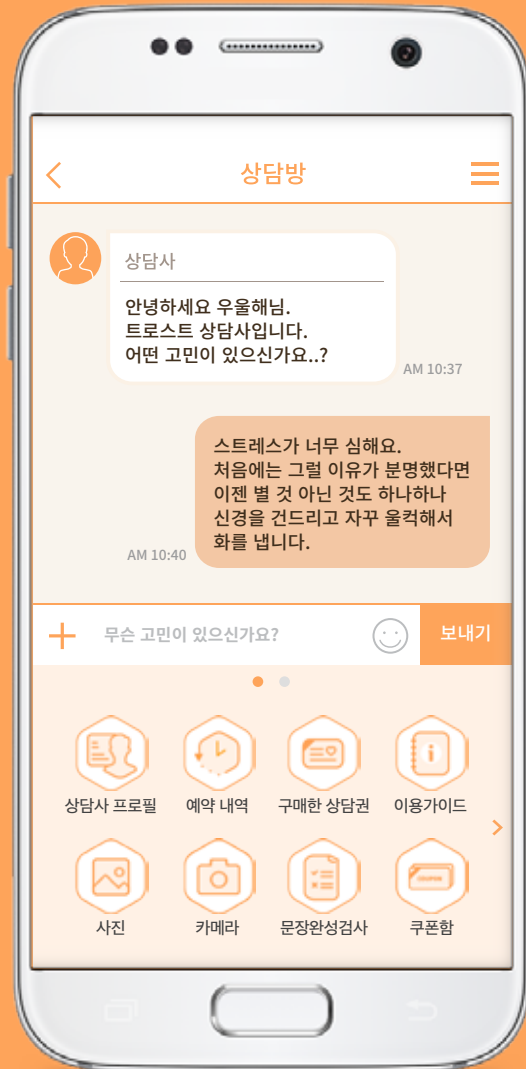 상담방
상담사
안녕하세요 우울해님.
트로스트 상담사입니다.
어떤 고민이 있으신가요..?
AM 10:37
스트레스가 너무 심해요.
처음에는 그럴 이유가 분명했다면
이젠 별 것 아닌 것도 하나하나
신경을 건드리고 자꾸 울컥해서
화를 냅니다.
AM 10:40
무슨 고민이 있으신가요?
보내기
상담사 프로필
예약 내역
구매한 상담권
이용가이드
사진
카메라
문장완성검사
쿠폰함